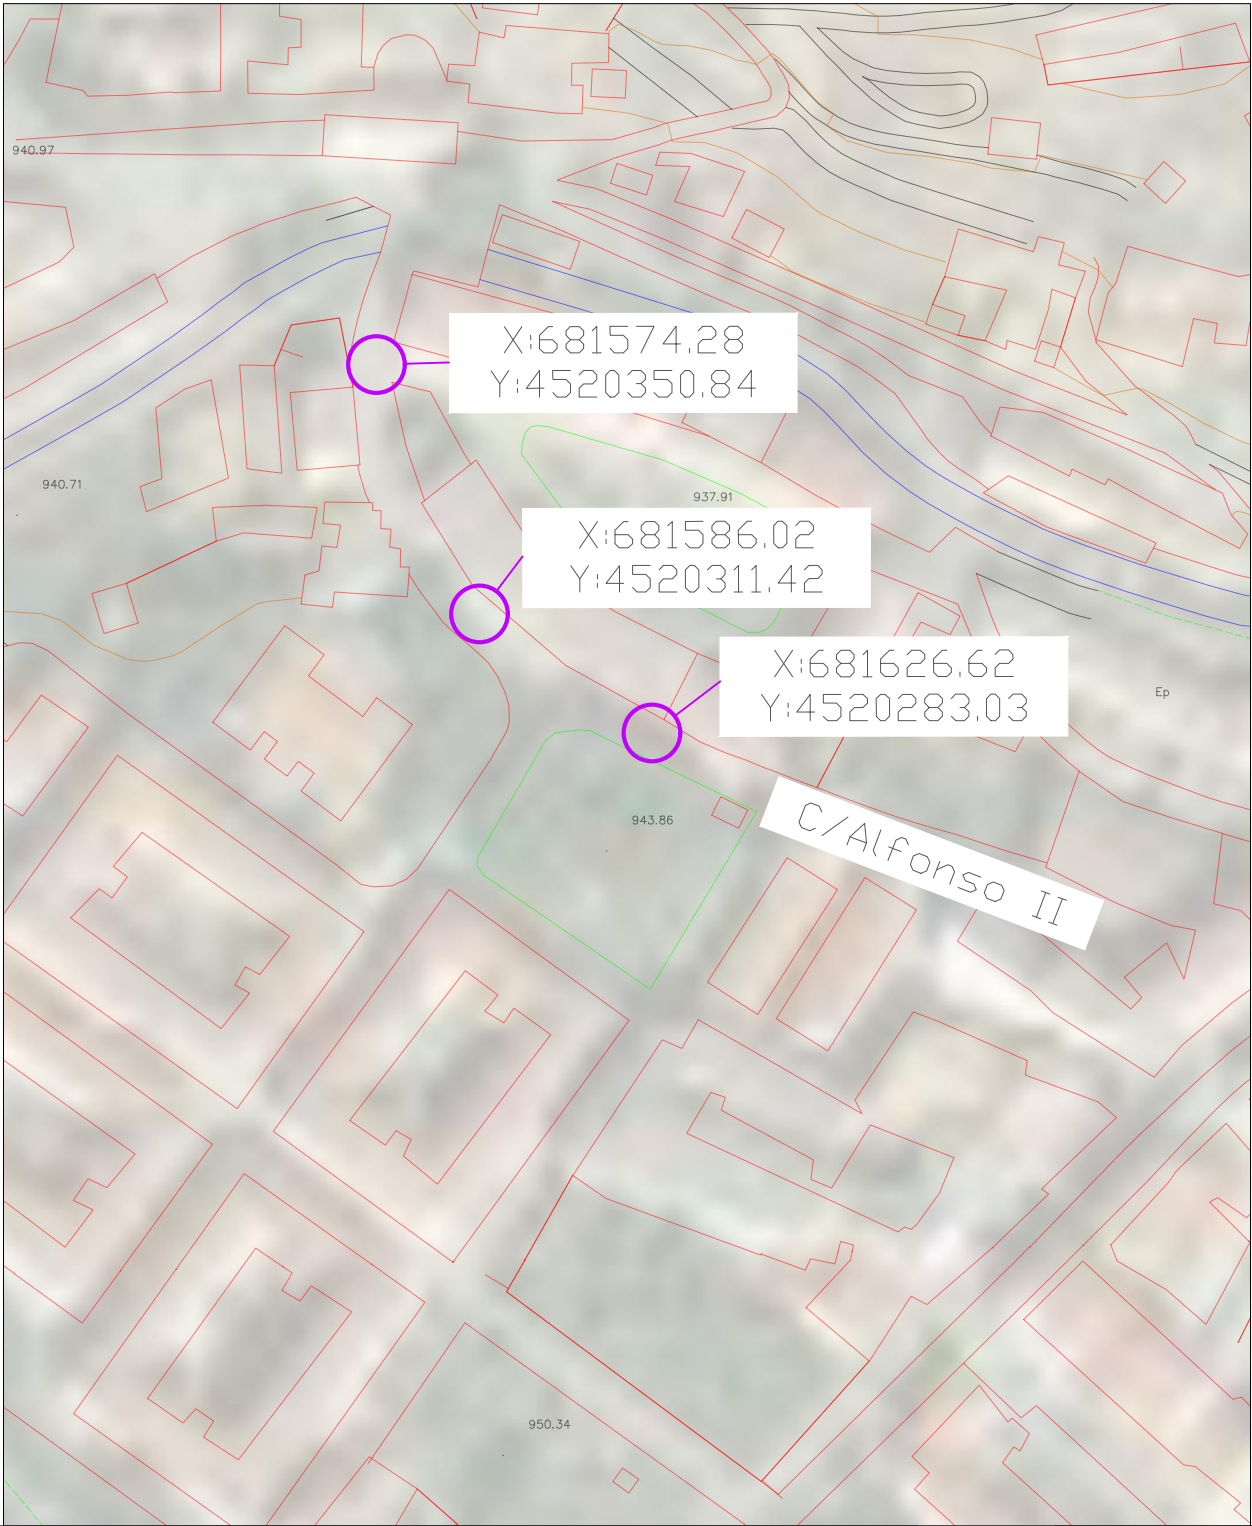 940.97
X:681574.28
Y:4520350.84
940.71
937.91
X:681586.02
Y:4520311.42
X:681626.62
Y:4520283.03
Ep
943.86
C/Alfonso II
950.34